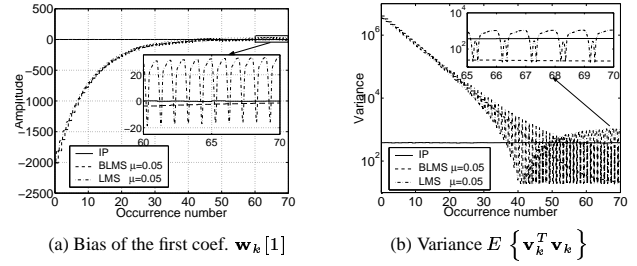 500
0
-500
-1000
-1500
-2000
-2500
Amplitude
20
0
-20
60 65 70
IP
BLMS μ=0.05
LMS μ=0.05
0 10 20 30 40 50 60 70
Occurrence number
(a) Bias of the first coef. w_k[1]
10^6
10^4
10^2
Variance
10^4
10^2
65 66 67 68 69 70
IP
BLMS μ=0.05
LMS μ=0.05
0 10 20 30 40 50 60 70
Occurrence number
(b) Variance E { v_k^T v_k }